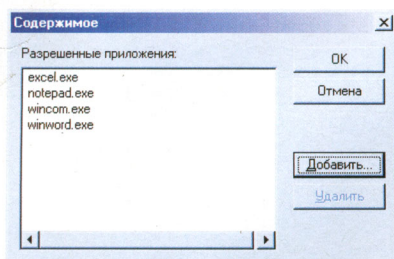 Содержимое
Разрешенные приложения:
excel.exe
notepad.exe
wincom.exe
winword.exe
OK
Отмена
Добавить...
Удалить